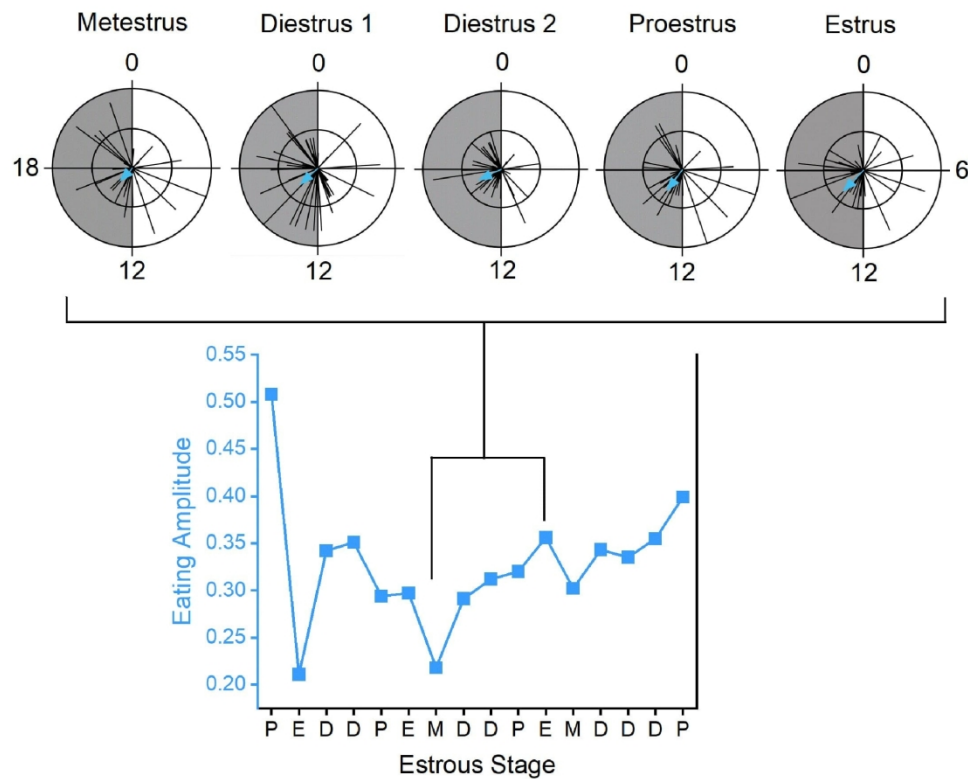 Metestrus Diestrus 1 Diestrus 2 Proestrus Estrus
0 0 0 0 0
18 6
12 12 12 12 12
0.55
0.50
0.45
0.40
0.35
0.30
0.25
0.20
Eating Amplitude
P E D D P E M D D P E M D D D P
Estrous Stage